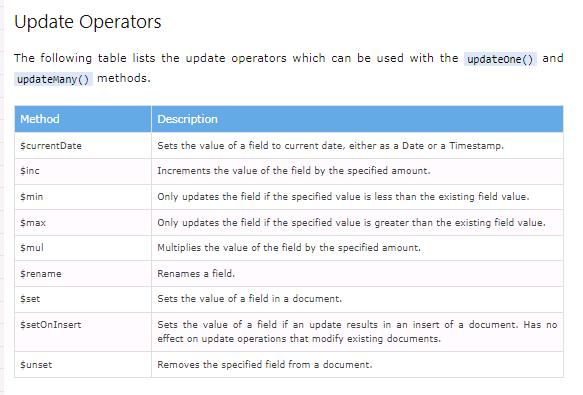 Update Operators
The following table lists the update operators which can be used with the updateOne() and
updateMany() methods.
Method Description
$currentDate Sets the value of a field to current date, either as a Date or a Timestamp.
$inc Increments the value of the field by the specified amount.
$min Only updates the field if the specified value is less than the existing field value.
$max Only updates the field if the specified value is greater than the existing field value.
$mul Multiplies the value of the field by the specified amount.
$rename Renames a field.
$set Sets the value of a field in a document.
$setOnInsert Sets the value of a field if an update results in an insert of a document. Has no
effect on update operations that modify existing documents.
$unset Removes the specified field from a document.